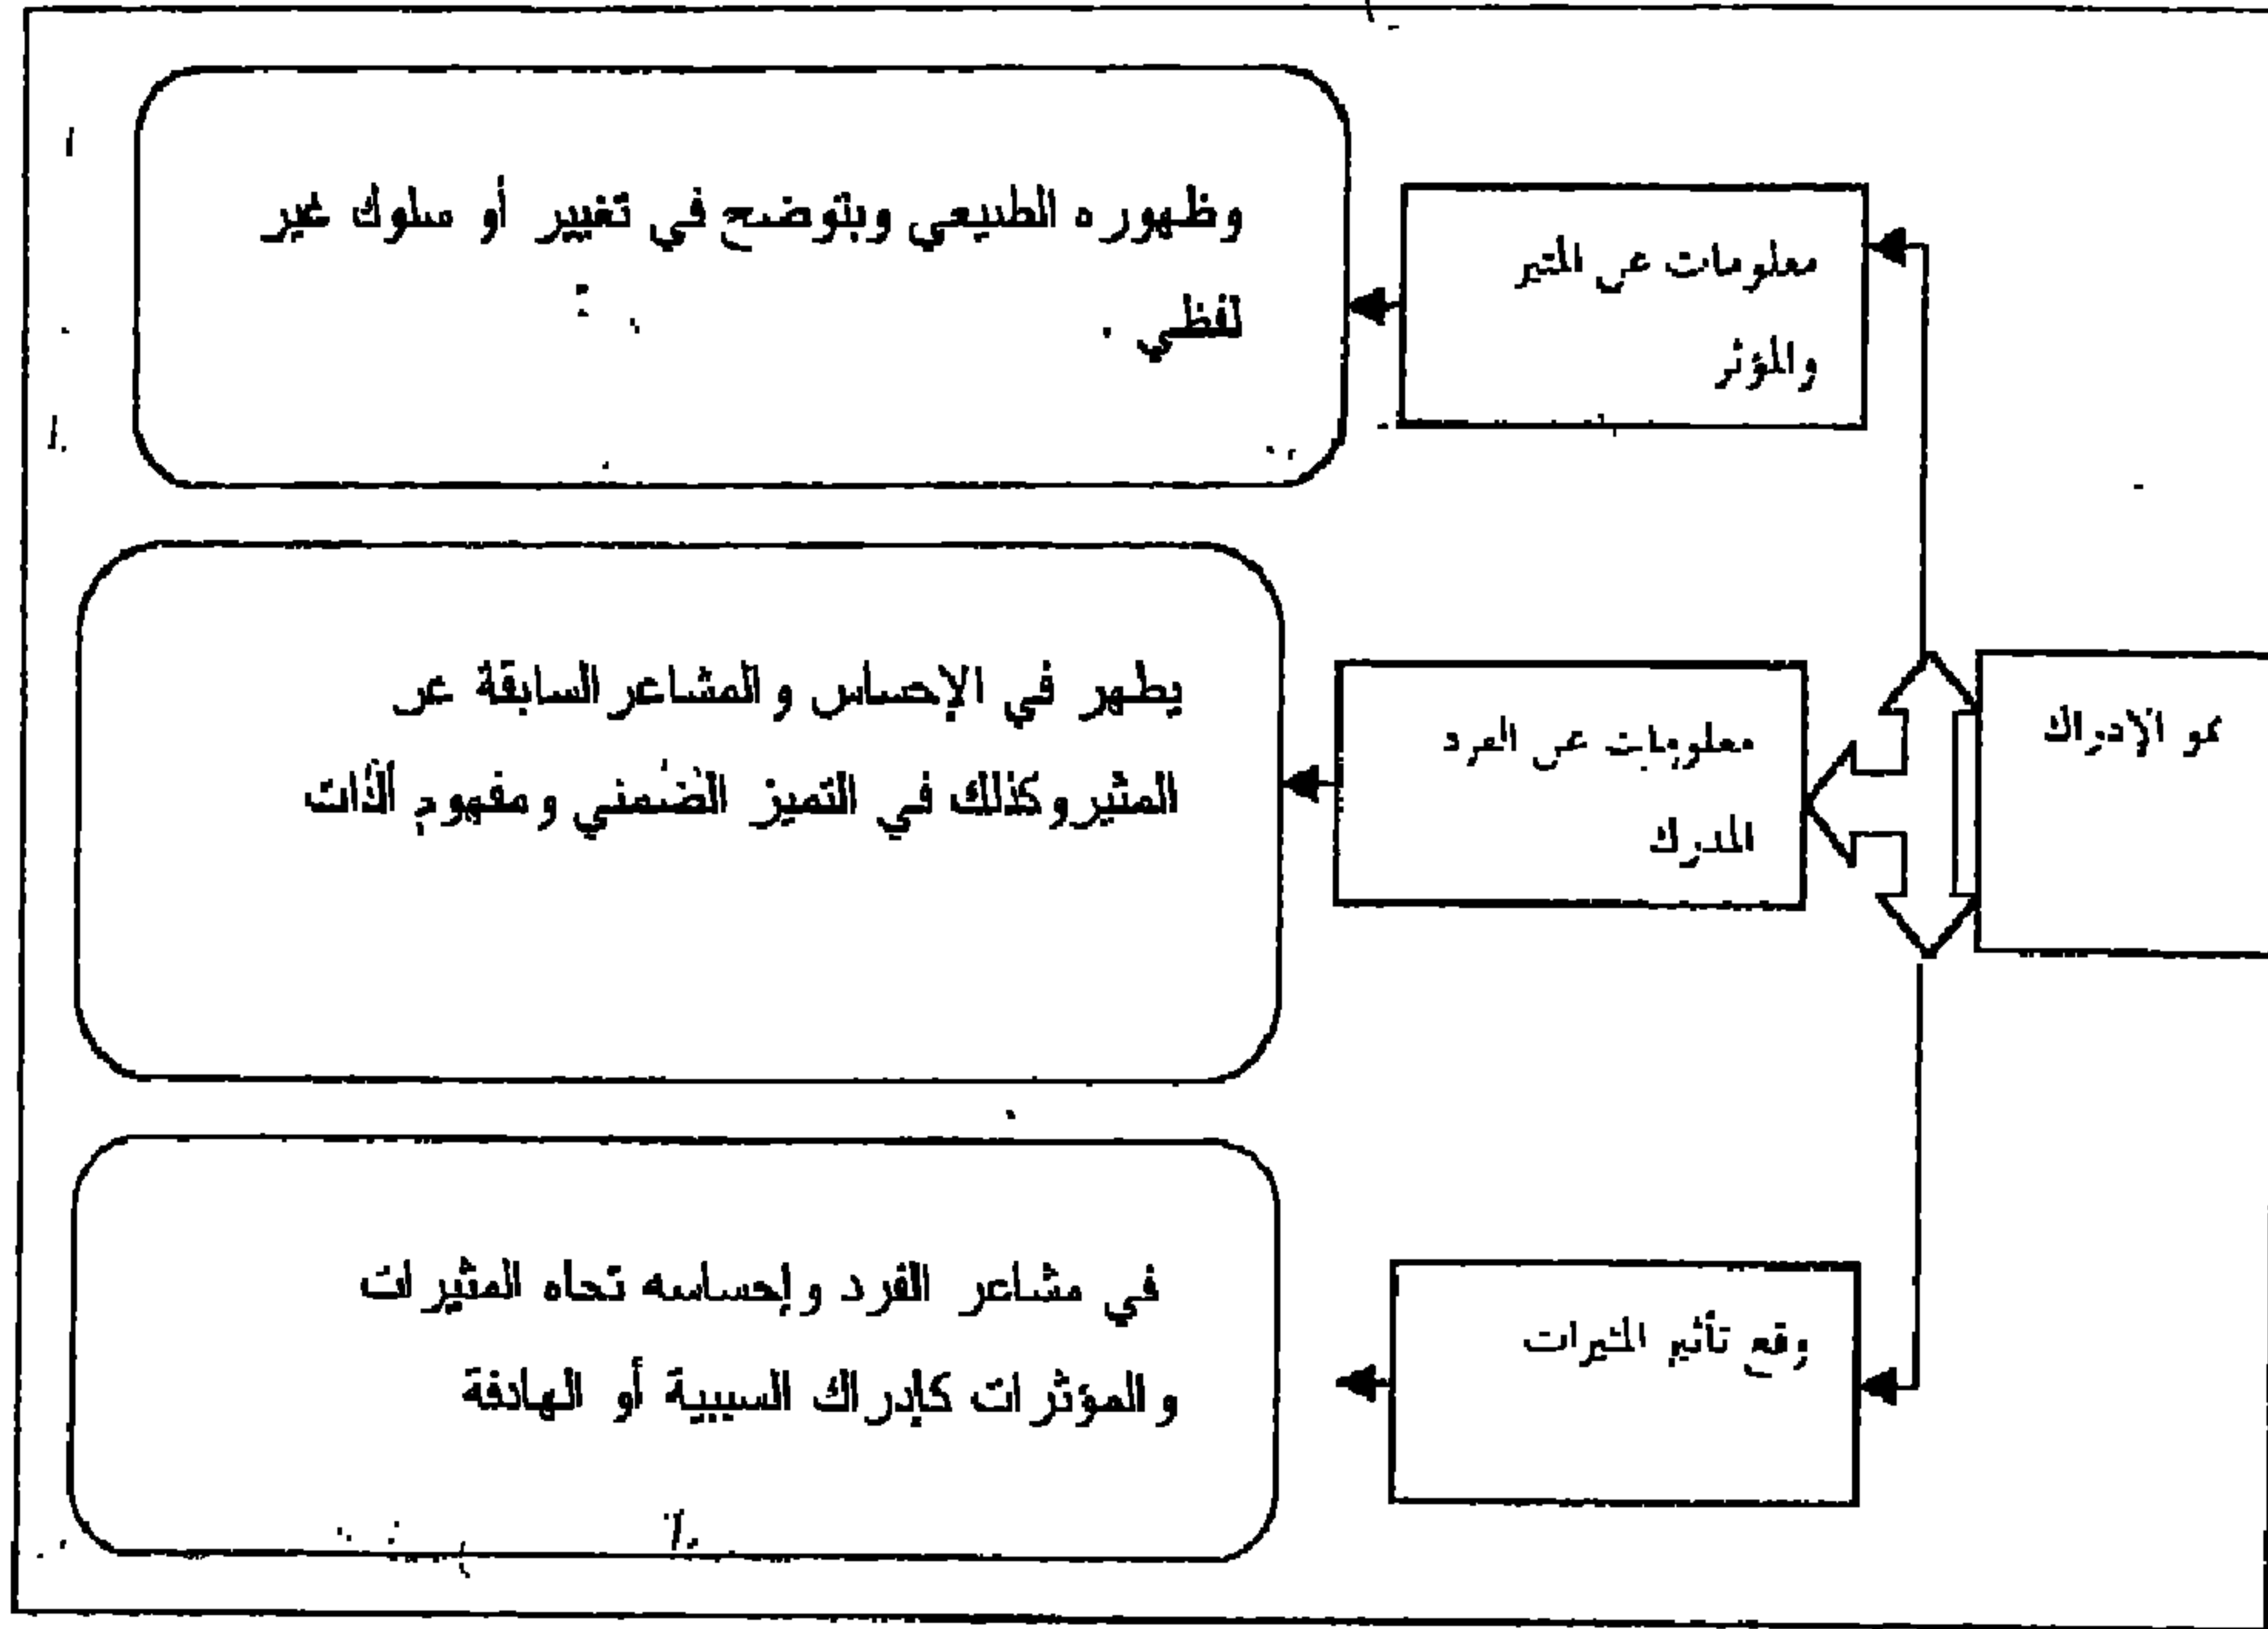 نمو الإدراك
معلومات عن المثير
والمؤثر
وظهوره الطبيعي ويتوضح في تغيير أو سلوك غير
لفظي .
معلومات عن الفرد
المدرك
يظهر في الإحساس والمشاعر السابقة عن
المثير وكذلك في التميز الضمني ومفهوم الذات
وقع تأثير المثيرات
في مشاعر الفرد وإحساسه تجاه المثيرات
والمؤثرات كإدراك السببية أو الهادفة